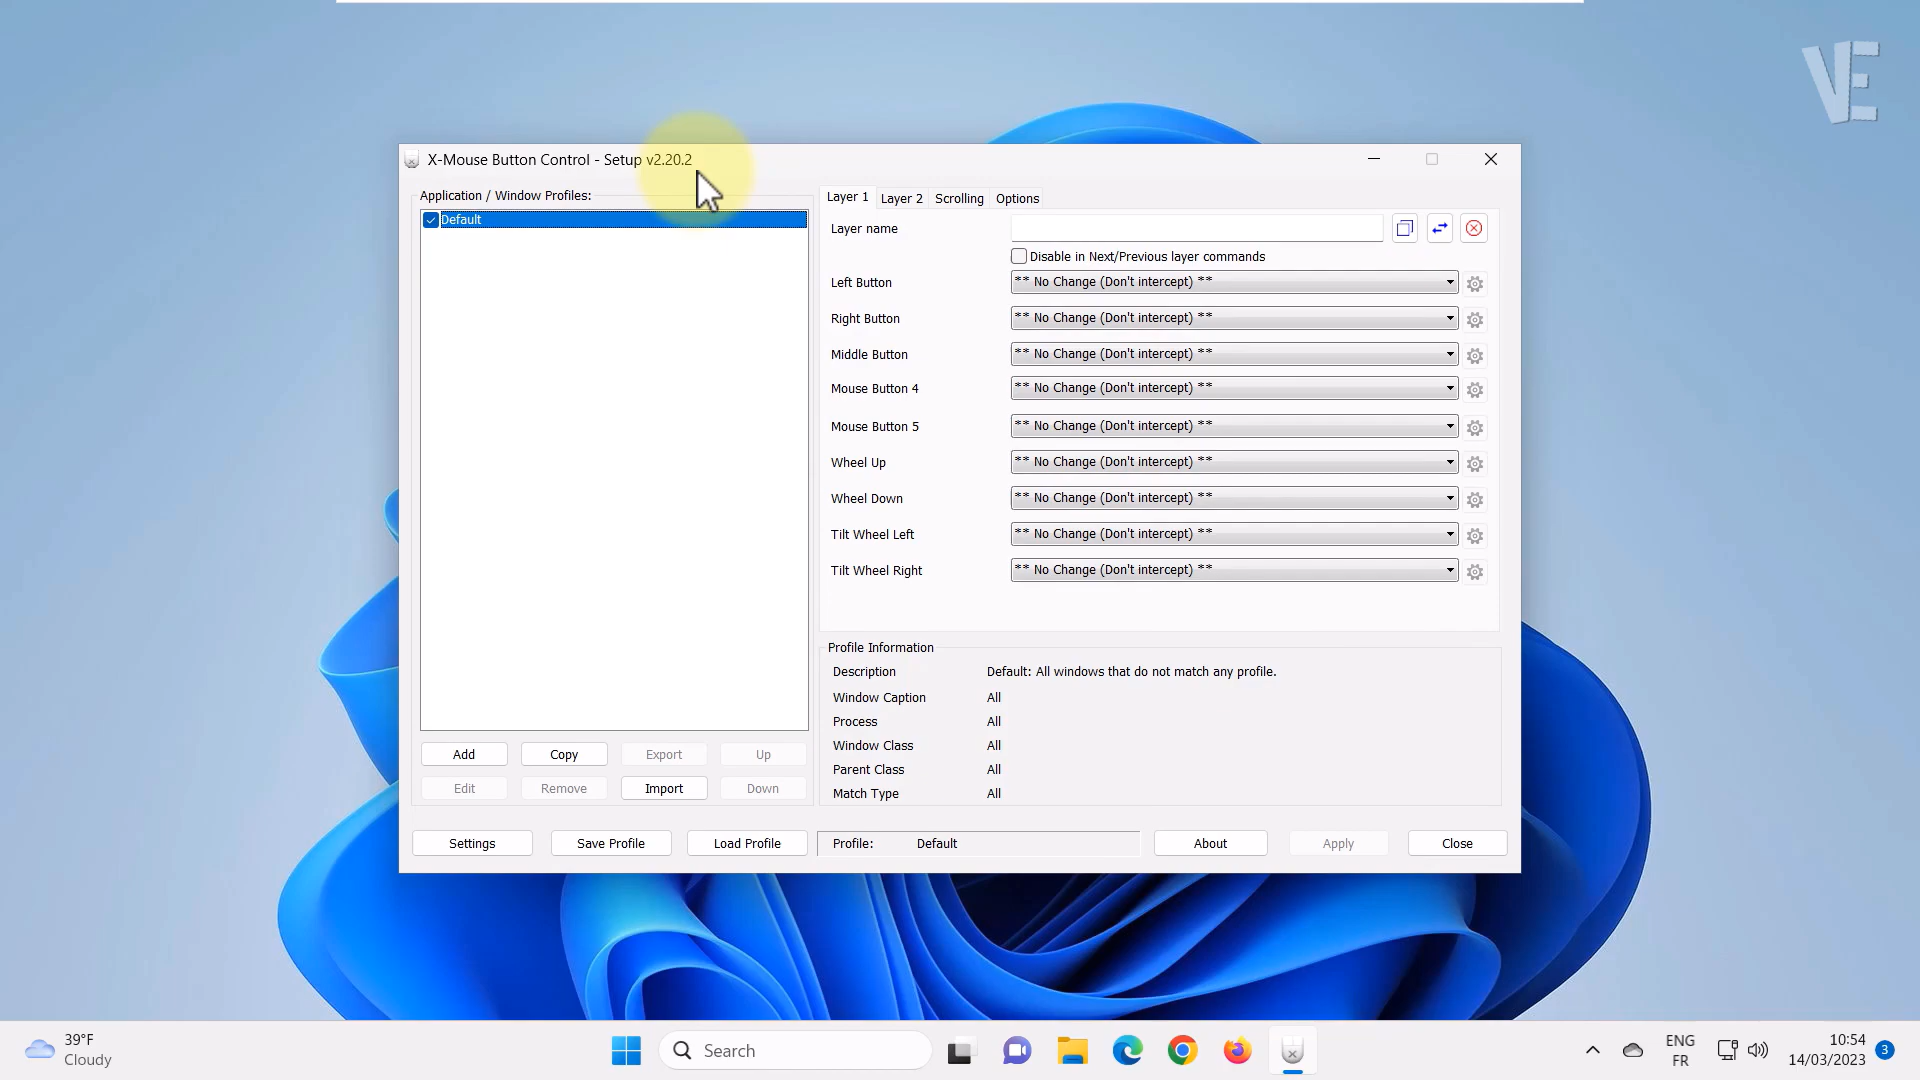 VE
X-Mouse Button Control - Setup v2.20.2
Application / Window Profiles:
Default
Layer 1
Layer 2
Scrolling
Options
Layer name
Disable in Next/Previous layer commands
Left Button
** No Change (Don't intercept) **
Right Button
** No Change (Don't intercept) **
Middle Button
** No Change (Don't intercept) **
Mouse Button 4
** No Change (Don't intercept) **
Mouse Button 5
** No Change (Don't intercept) **
Wheel Up
** No Change (Don't intercept) **
Wheel Down
** No Change (Don't intercept) **
Tilt Wheel Left
** No Change (Don't intercept) **
Tilt Wheel Right
** No Change (Don't intercept) **
Profile Information
Description
Default: All windows that do not match any profile.
Window Caption
All
Process
All
Window Class
All
Parent Class
All
Match Type
All
Add
Copy
Export
Up
Edit
Remove
Import
Down
Settings
Save Profile
Load Profile
Profile:
Default
About
Apply
Close
39°F
Cloudy
Search
ENG
FR
10:54
14/03/2023
3